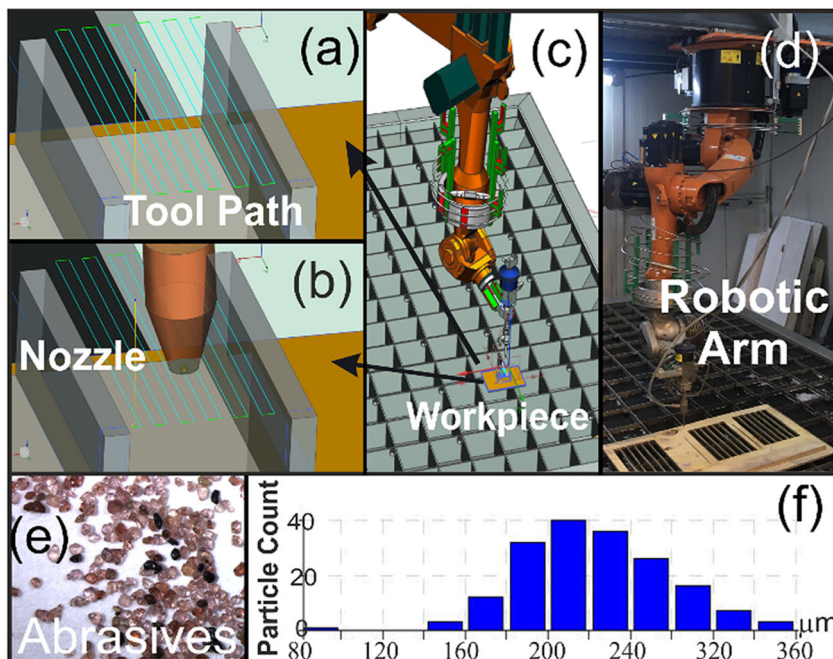 (a)
Tool Path
(b)
Nozzle
(c)
Workpiece
(d)
Robotic
Arm
(e)
Abrasives
(f)
Particle Count
40
20
0
80 120 160 200 240 280 320 360 μm